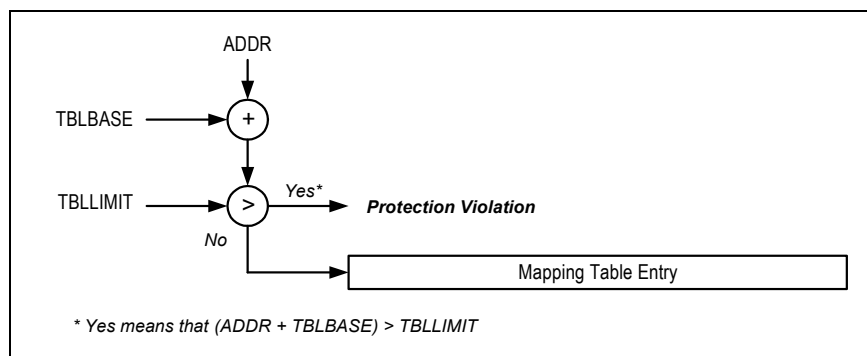 ADDR
TBLBASE
+
TBLLIMIT
>
Yes*
Protection Violation
No
Mapping Table Entry
* Yes means that (ADDR + TBLBASE) > TBLLIMIT